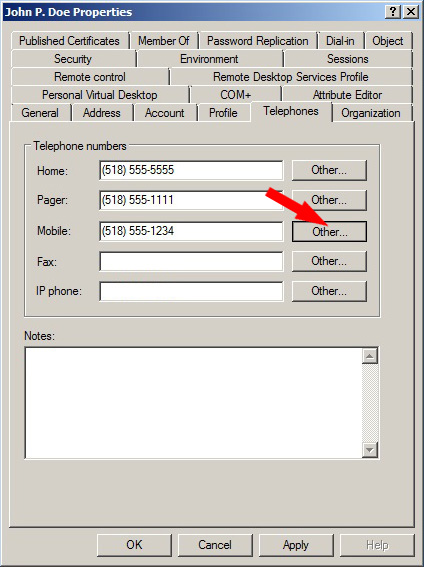 John P. Doe Properties
Published Certificates Member Of Password Replication Dial-in Object
Security Environment Sessions
Remote control Remote Desktop Services Profile
Personal Virtual Desktop COM+ Attribute Editor
General Address Account Profile Telephones Organization
Telephone numbers
Home: (518) 555-5555 Other...
Pager: (518) 555-1111 Other...
Mobile: (518) 555-1234 Other...
Fax: Other...
IP phone: Other...
Notes:
OK Cancel Apply Help